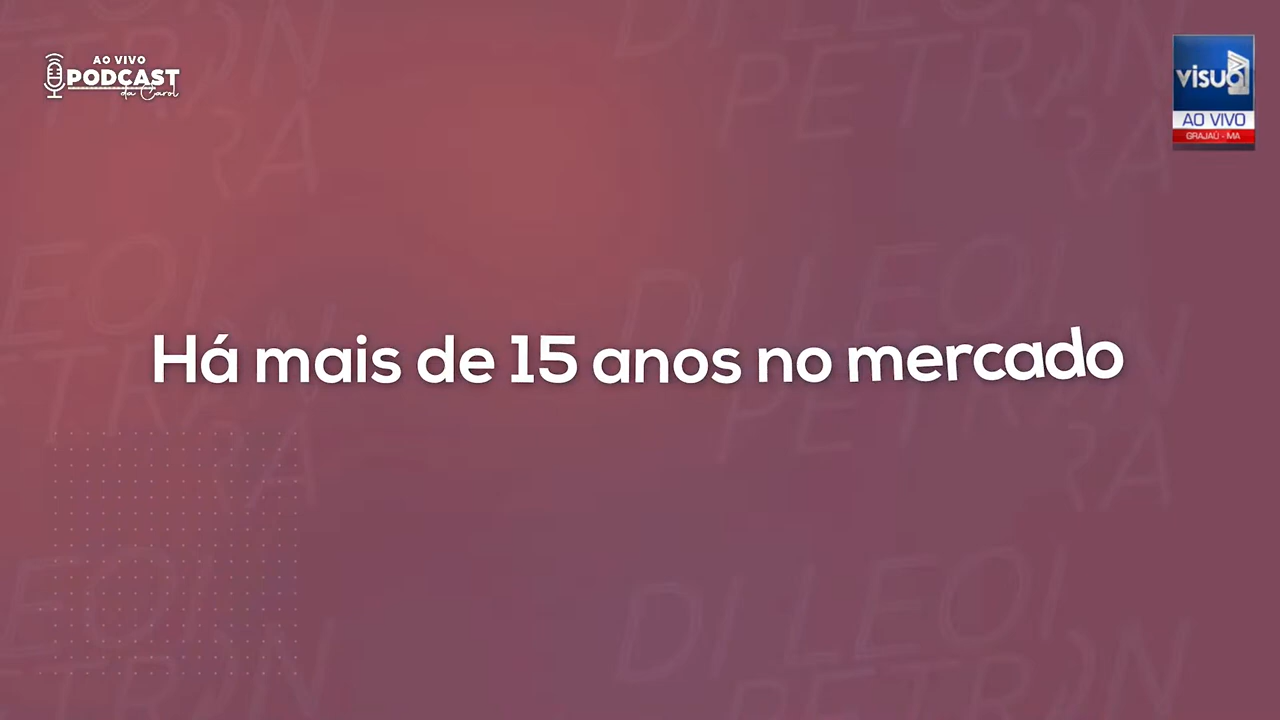 AO VIVO
PODCAST
da Carol
visual
AO VIVO
GRAJAÚ - MA
Há mais de 15 anos no mercado